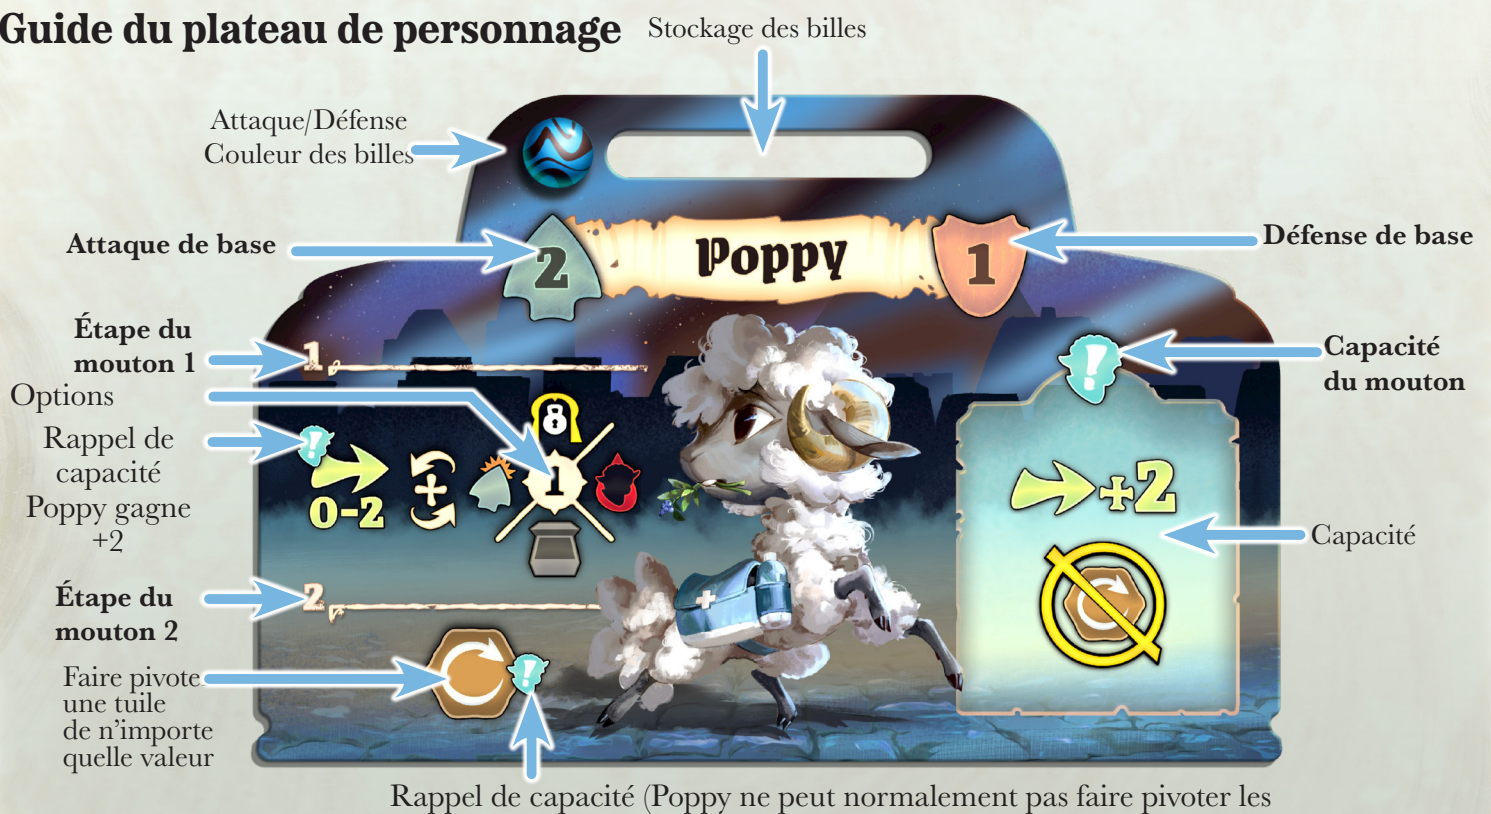 Guide du plateau de personnage
Stockage des billes
Attaque/Défense
Couleur des billes
Attaque de base
2
Poppy
1
Défense de base
Étape du
mouton 1
1
Options
Rappel de
capacité
Poppy gagne
+2
!
0-2
+
1
Capacité
du mouton
!
+2
Capacité
Étape du
mouton 2
2
Faire pivote
une tuile
de n'importe
quelle valeur
!
Rappel de capacité (Poppy ne peut normalement pas faire pivoter les